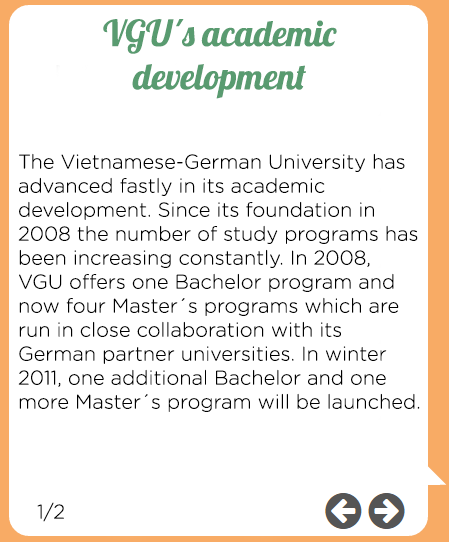 VGU´s academic
development
The Vietnamese-German University has
advanced fastly in its academic
development. Since its foundation in
2008 the number of study programs has
been increasing constantly. In 2008,
VGU offers one Bachelor program and
now four Master´s programs which are
run in close collaboration with its
German partner universities. In winter
2011, one additional Bachelor and one
more Master´s program will be launched.
1/2